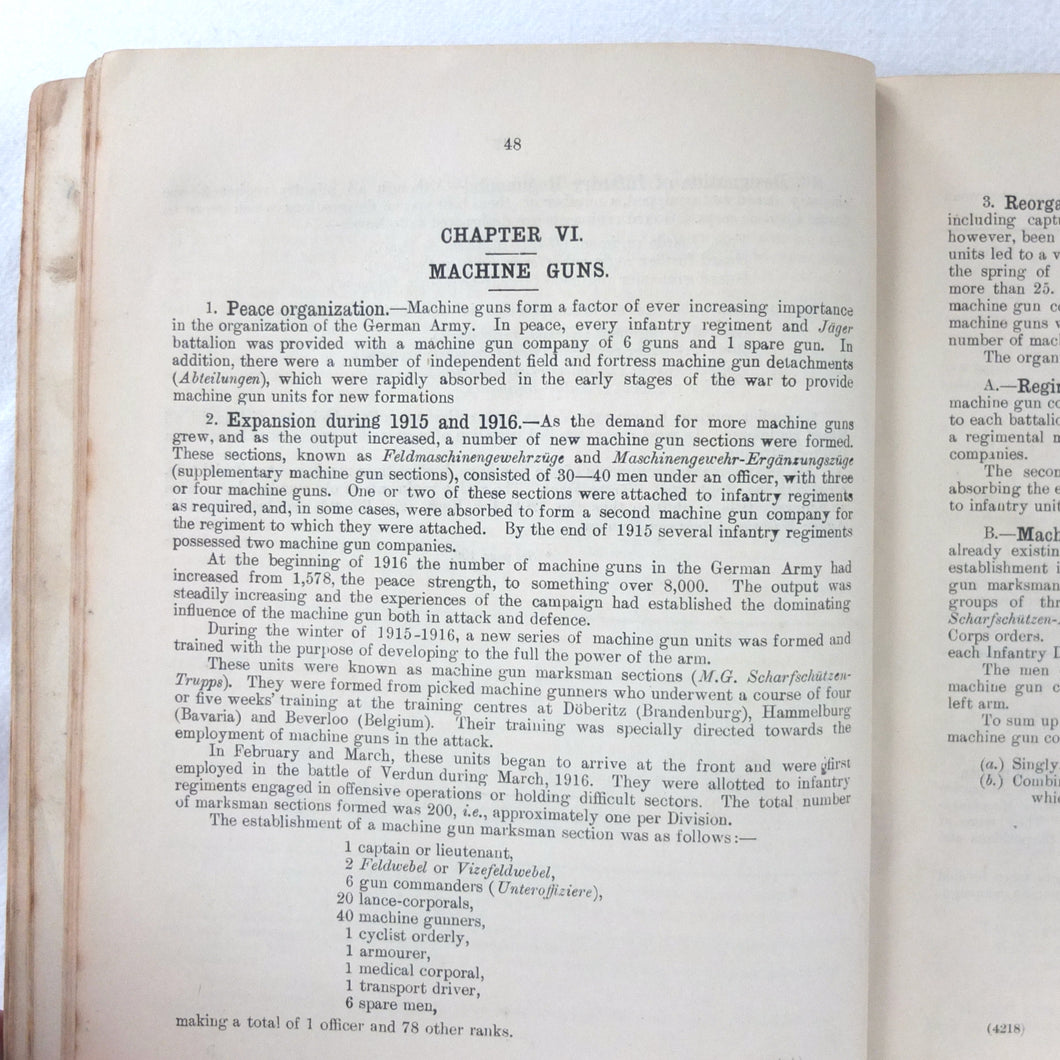 48
CHAPTER VI.
MACHINE GUNS.
1. Peace organization.—Machine guns form a factor of ever increasing importance
in the organization of the German Army. In peace, every infantry regiment and Jäger
battalion was provided with a machine gun company of 6 guns and 1 spare gun. In
addition, there were a number of independent field and fortress machine gun detachments
(Abteilungen), which were rapidly absorbed in the early stages of the war to provide
machine gun units for new formations
2. Expansion during 1915 and 1916.—As the demand for more machine guns
grew, and as the output increased, a number of new machine gun sections were formed.
These sections, known as Feldmaschinengewehrzüge and Maschinengewehr-Ergänzungszüge
(supplementary machine gun sections), consisted of 30—40 men under an officer, with three
or four machine guns. One or two of these sections were attached to infantry regiments
as required, and, in some cases, were absorbed to form a second machine gun company for
the regiment to which they were attached. By the end of 1915 several infantry regiments
possessed two machine gun companies.
At the beginning of 1916 the number of machine guns in the German Army had
increased from 1,578, the peace strength, to something over 8,000. The output was
steadily increasing and the experiences of the campaign had established the dominating
influence of the machine gun both in attack and defence.
During the winter of 1915-1916, a new series of machine gun units was formed and
trained with the purpose of developing to the full the power of the arm.
These units were known as machine gun marksman sections (M.G. Scharfschützen-
Trupps). They were formed from picked machine gunners who underwent a course of four
or five weeks' training at the training centres at Döberitz (Brandenburg), Hammelburg
(Bavaria) and Beverloo (Belgium). Their training was specially directed towards the
employment of machine guns in the attack.
In February and March, these units began to arrive at the front and were first
employed in the battle of Verdun during March, 1916. They were allotted to infantry
regiments engaged in offensive operations or holding difficult sectors. The total number
of marksman sections formed was 200, i.e., approximately one per Division.
The establishment of a machine gun marksman section was as follows:—
1 captain or lieutenant,
2 Feldwebel or Vizefeldwebel,
6 gun commanders (Unteroffiziere),
20 lance-corporals,
40 machine gunners,
1 cyclist orderly,
1 armourer,
1 medical corporal,
1 transport driver,
6 spare men,
making a total of 1 officer and 78 other ranks.
3. Reorga
including capt
however, been
units led to a v
the spring of
more than 25.
machine gun c
machine guns v
number of mac
The organ
A.—Regin
machine gun co
to each battalio
a regimental m
companies.
The secon
absorbing the e
to infantry unit
B.—Mach
already existin
establishment i
gun marksman
groups of thr
Scharfschützen-
Corps orders.
each Infantry D
The men
machine gun c
left arm.
To sum up
machine gun co
(a.) Singly
(b.) Combin
whic
(4218)